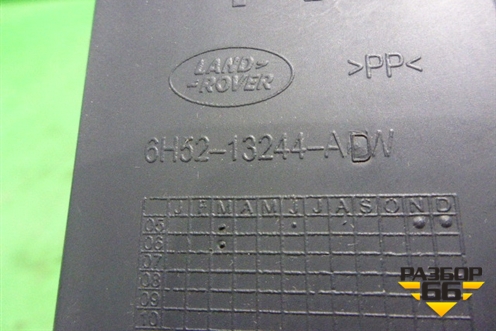 LAND-
-ROVER
>PP<
6H52-13244-ADW
J F M A M J J A S O N D
05
06
07
08
09
10
РАЗБОР
66